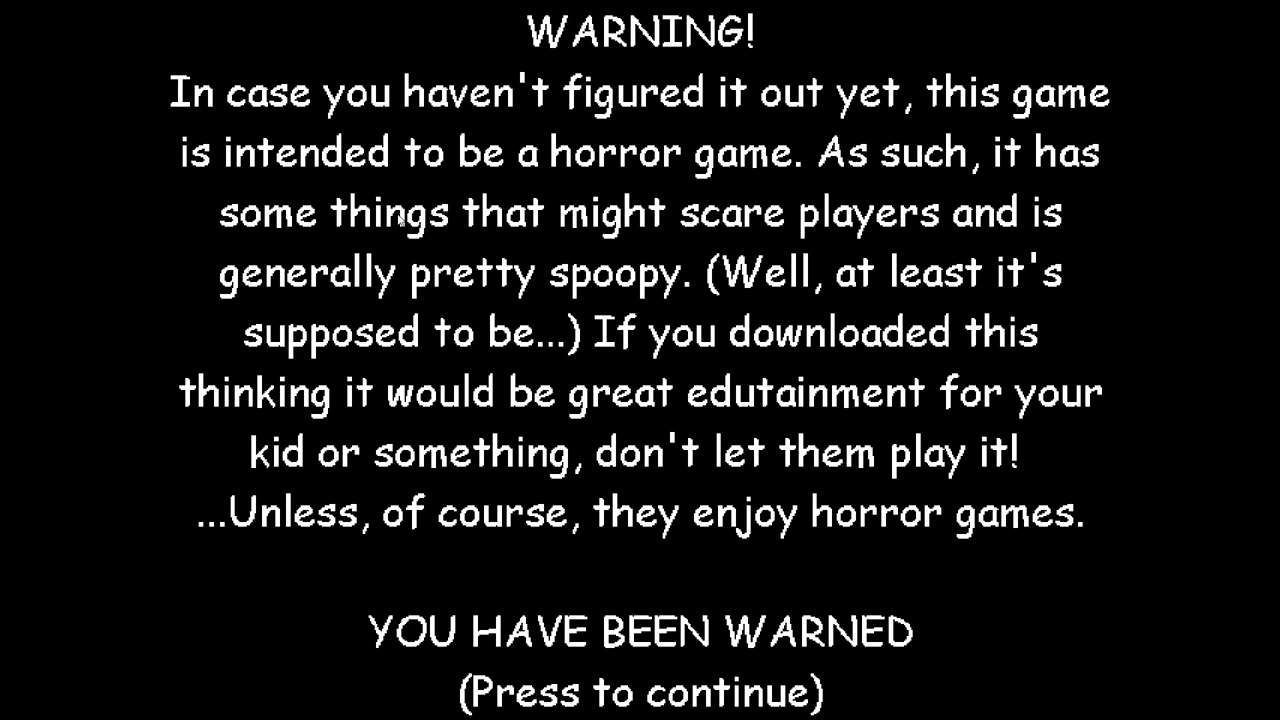 WARNING!
In case you haven't figured it out yet, this game
is intended to be a horror game. As such, it has
some things that might scare players and is
generally pretty spoopy. (Well, at least it's
supposed to be...) If you downloaded this
thinking it would be great edutainment for your
kid or something, don't let them play it!
...Unless, of course, they enjoy horror games.
YOU HAVE BEEN WARNED
(Press to continue)